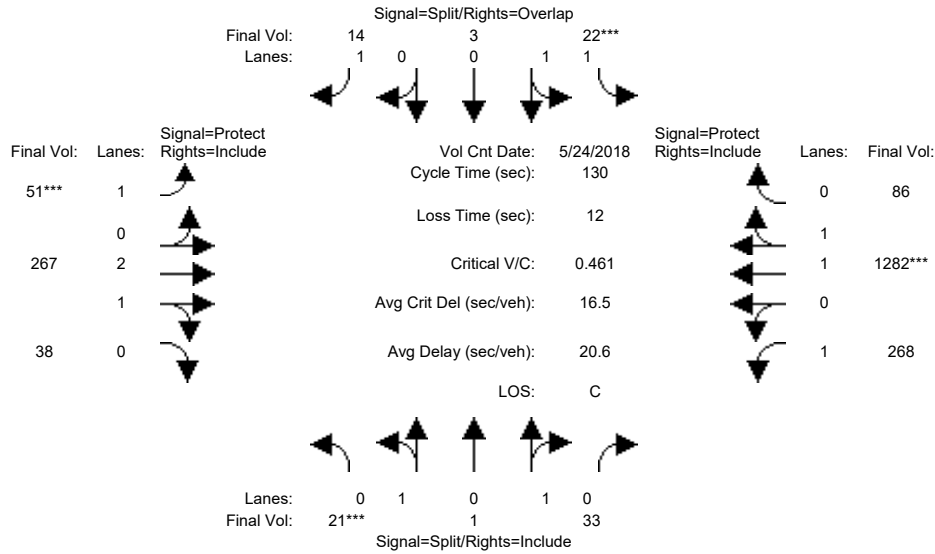 Signal=Split/Rights=Overlap
Final Vol: 14 3 22***
Lanes: 1 0 0 1 1
Signal=Protect
Final Vol: Lanes: Rights=Include
Vol Cnt Date: 5/24/2018
Signal=Protect
Rights=Include Lanes: Final Vol:
Cycle Time (sec): 130
51*** 1
0 86
Loss Time (sec): 12
0
1
267 2
Critical V/C: 0.461
1 1282***
1
Avg Crit Del (sec/veh): 16.5
0
38 0
Avg Delay (sec/veh): 20.6
1 268
LOS: C
Lanes: 0 1 0 1 0
Final Vol: 21*** 1 33
Signal=Split/Rights=Include